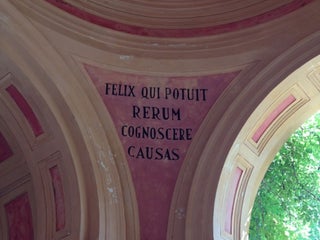 FELIX QUI POTUIT
RERUM
COGNOSCERE
CAUSAS